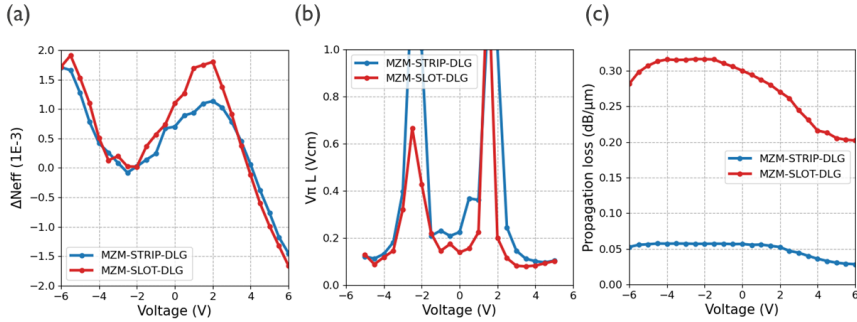 (a)
(b)
(c)
2.0
1.5
1.0
0.5
0.0
-0.5
-1.0
-1.5
-2.0
ΔNeff (1E-3)
MZM-STRIP-DLG
MZM-SLOT-DLG
-6 -4 -2 0 2 4 6
Voltage (V)
1.0
0.8
0.6
0.4
0.2
0.0
Vπ L (Vcm)
MZM-STRIP-DLG
MZM-SLOT-DLG
-6 -4 -2 0 2 4 6
Voltage (V)
0.30
0.25
0.20
0.15
0.10
0.05
0.00
Propagation loss (dB/μm)
MZM-STRIP-DLG
MZM-SLOT-DLG
-6 -4 -2 0 2 4 6
Voltage (V)